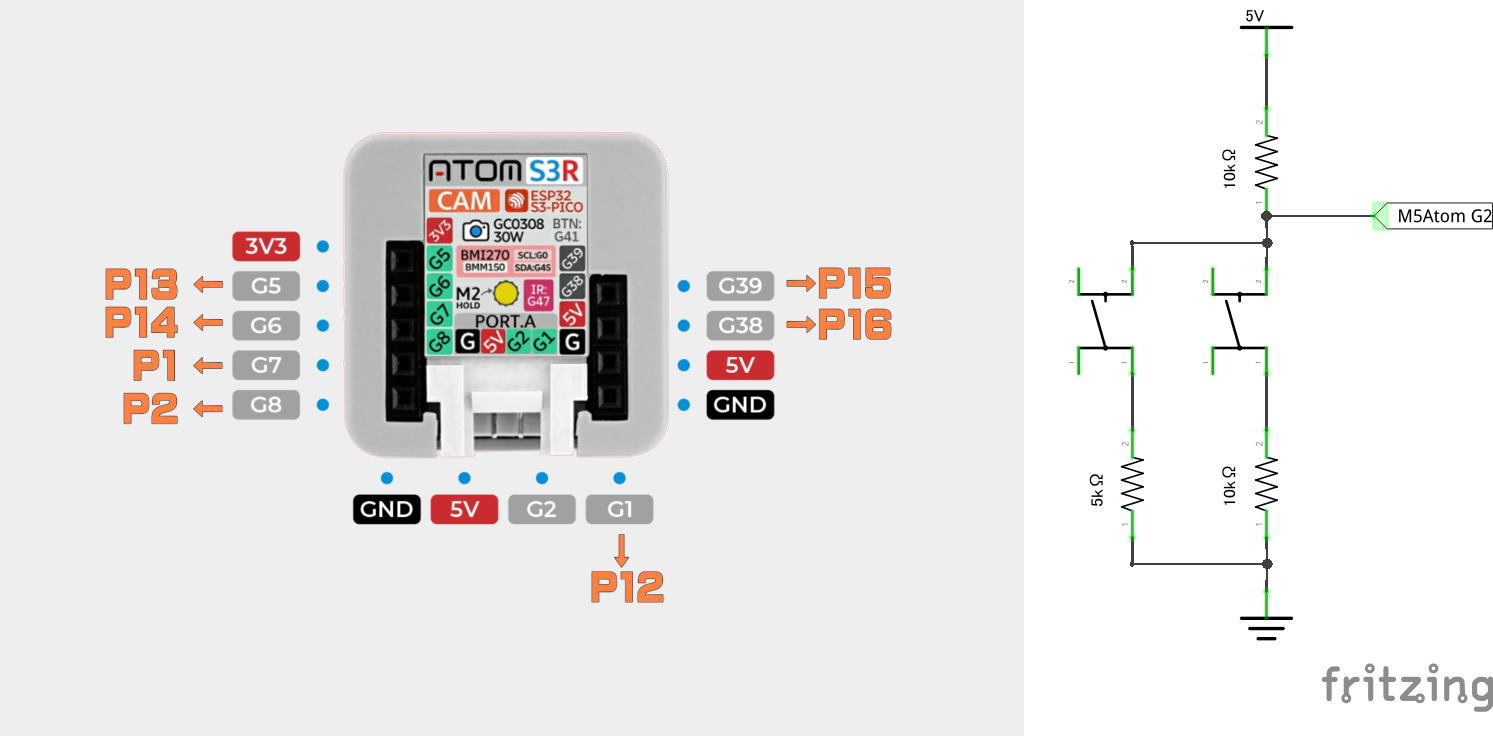 ATOM S3R
CAM
ESP32
S3-PICO
3V3
GC0308
30W
BTN:
G41
G5
BMI270
BMM150
SCL:G0
SDA:G45
G39
G6
M2
HOLD
IR:
G47
G38
G7
PORT.A
5V
G8
G
5V
G2
G1
G
3V3
P13
G5
P14
G6
P1
G7
P2
G8
G39
P15
G38
P16
5V
GND
GND
5V
G2
G1
P12
5V
2
10kΩ
1
M5Atom G2
2
2
2
2
1
1
1
1
2
5kΩ
1
2
10kΩ
1
fritzing